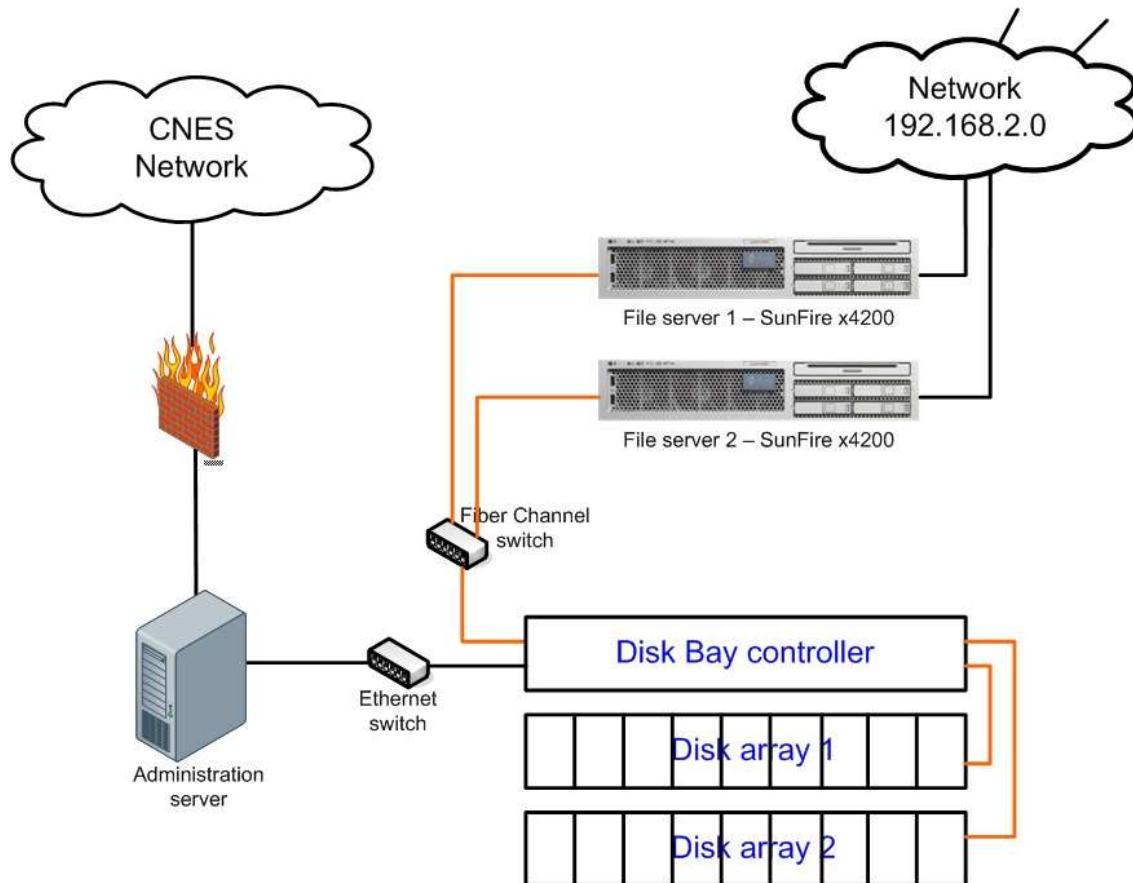 CNES
Network
Network
192.168.2.0
File server 1 – SunFire x4200
File server 2 – SunFire x4200
Fiber Channel
switch
Disk Bay controller
Ethernet
switch
Disk array 1
Administration
server
Disk array 2